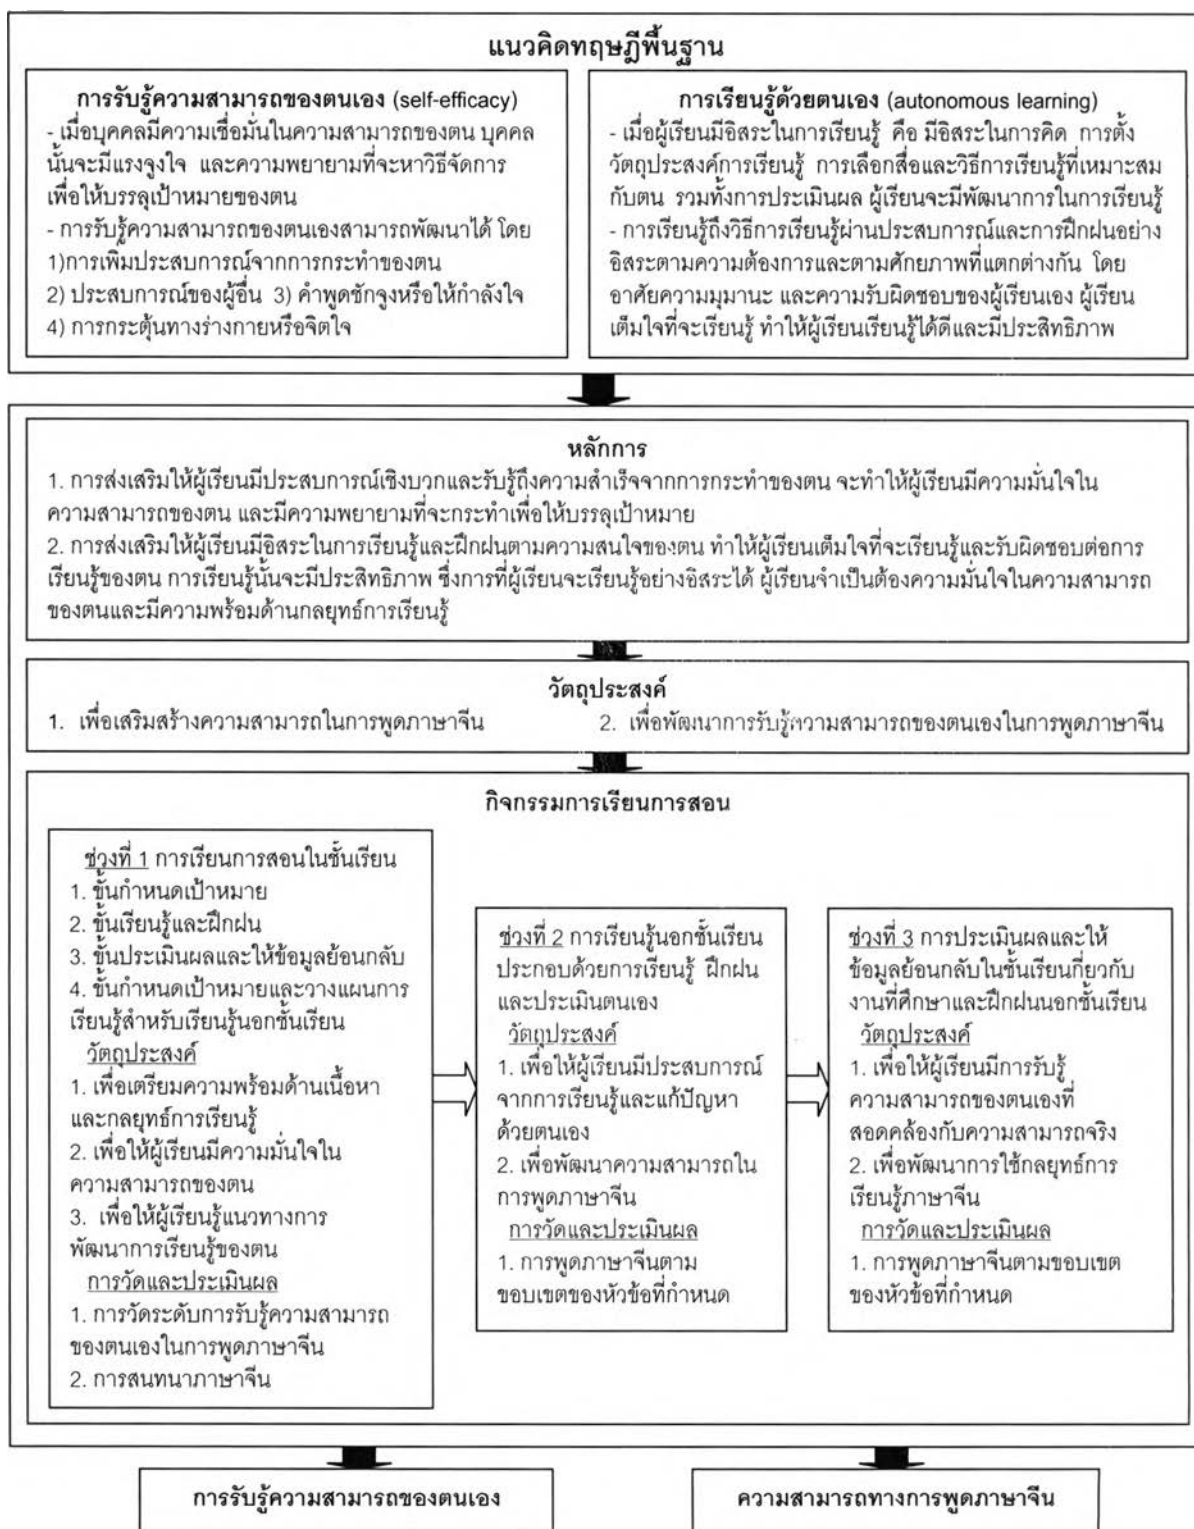 แนวคิดทฤษฎีพื้นฐาน
การรับรู้ความสามารถของตนเอง (self-efficacy)
- เมื่อบุคคลมีความเชื่อมั่นในความสามารถของตน บุคคล
นั้นจะมีแรงจูงใจ และความพยายามที่จะหาวิธีจัดการ
เพื่อให้บรรลุเป้าหมายของตน
- การรับรู้ความสามารถของตนเองสามารถพัฒนาได้ โดย
1)การเพิ่มประสบการณ์จากการกระทำของตน
2) ประสบการณ์ของผู้อื่น 3) คำพูดชักจูงหรือให้กำลังใจ
4) การกระตุ้นทางร่างกายหรือจิตใจ
การเรียนรู้ด้วยตนเอง (autonomous learning)
- เมื่อผู้เรียนมีอิสระในการเรียนรู้ คือ มีอิสระในการคิด การตั้ง
วัตถุประสงค์การเรียนรู้ การเลือกสื่อและวิธีการเรียนรู้ที่เหมาะสม
กับตน รวมทั้งการประเมินผล ผู้เรียนจะมีพัฒนาการในการเรียนรู้
- การเรียนรู้ถึงวิธีการเรียนรู้ผ่านประสบการณ์และการฝึกฝนอย่าง
อิสระตามความต้องการและตามศักยภาพที่แตกต่างกัน โดย
อาศัยความมุมานะ และความรับผิดชอบของผู้เรียนเอง ผู้เรียน
เต็มใจที่จะเรียนรู้ ทำให้ผู้เรียนเรียนรู้ได้ดีและมีประสิทธิภาพ
หลักการ
1. การส่งเสริมให้ผู้เรียนมีประสบการณ์เชิงบวกและรับรู้ถึงความสำเร็จจากการกระทำของตน จะทำให้ผู้เรียนมีความมั่นใจใน
ความสามารถของตน และมีความพยายามที่จะกระทำเพื่อให้บรรลุเป้าหมาย
2. การส่งเสริมให้ผู้เรียนมีอิสระในการเรียนรู้และฝึกฝนตามความสนใจของตน ทำให้ผู้เรียนเต็มใจที่จะเรียนรู้และรับผิดชอบต่อการ
เรียนรู้ของตน การเรียนรู้นั้นจะมีประสิทธิภาพ ซึ่งการที่ผู้เรียนจะเรียนรู้อย่างอิสระได้ ผู้เรียนจำเป็นต้องความมั่นใจในความสามารถ
ของตนและมีความพร้อมด้านกลยุทธ์การเรียนรู้
วัตถุประสงค์
1. เพื่อเสริมสร้างความสามารถในการพูดภาษาจีน 2. เพื่อพัฒนาการรับรู้ความสามารถของตนเองในการพูดภาษาจีน
กิจกรรมการเรียนการสอน
ช่วงที่ 1 การเรียนการสอนในชั้นเรียน
1. ขั้นกำหนดเป้าหมาย
2. ขั้นเรียนรู้และฝึกฝน
3. ขั้นประเมินผลและให้ข้อมูลย้อนกลับ
4. ขั้นกำหนดเป้าหมายและวางแผนการ
เรียนรู้สำหรับเรียนรู้นอกชั้นเรียน
วัตถุประสงค์
1. เพื่อเตรียมความพร้อมด้านเนื้อหา
และกลยุทธ์การเรียนรู้
2. เพื่อให้ผู้เรียนมีความมั่นใจใน
ความสามารถของตน
3. เพื่อให้ผู้เรียนรู้แนวทางการ
พัฒนาการเรียนรู้ของตน
การวัดและประเมินผล
1. การวัดระดับการรับรู้ความสามารถ
ของตนเองในการพูดภาษาจีน
2. การสนทนาภาษาจีน
ช่วงที่ 2 การเรียนรู้นอกชั้นเรียน
ประกอบด้วยการเรียนรู้ ฝึกฝน
และประเมินตนเอง
วัตถุประสงค์
1. เพื่อให้ผู้เรียนมีประสบการณ์
จากการเรียนรู้และแก้ปัญหา
ด้วยตนเอง
2. เพื่อพัฒนาความสามารถใน
การพูดภาษาจีน
การวัดและประเมินผล
1. การพูดภาษาจีนตาม
ขอบเขตของหัวข้อที่กำหนด
ช่วงที่ 3 การประเมินผลและให้
ข้อมูลย้อนกลับในชั้นเรียนเกี่ยวกับ
งานที่ศึกษาและฝึกฝนนอกชั้นเรียน
วัตถุประสงค์
1. เพื่อให้ผู้เรียนมีการรับรู้
ความสามารถของตนเองที่
สอดคล้องกับความสามารถจริง
2. เพื่อพัฒนาการใช้กลยุทธ์การ
เรียนรู้ภาษาจีน
การวัดและประเมินผล
1. การพูดภาษาจีนตามขอบเขต
ของหัวข้อที่กำหนด
การรับรู้ความสามารถของตนเอง
ความสามารถทางการพูดภาษาจีน